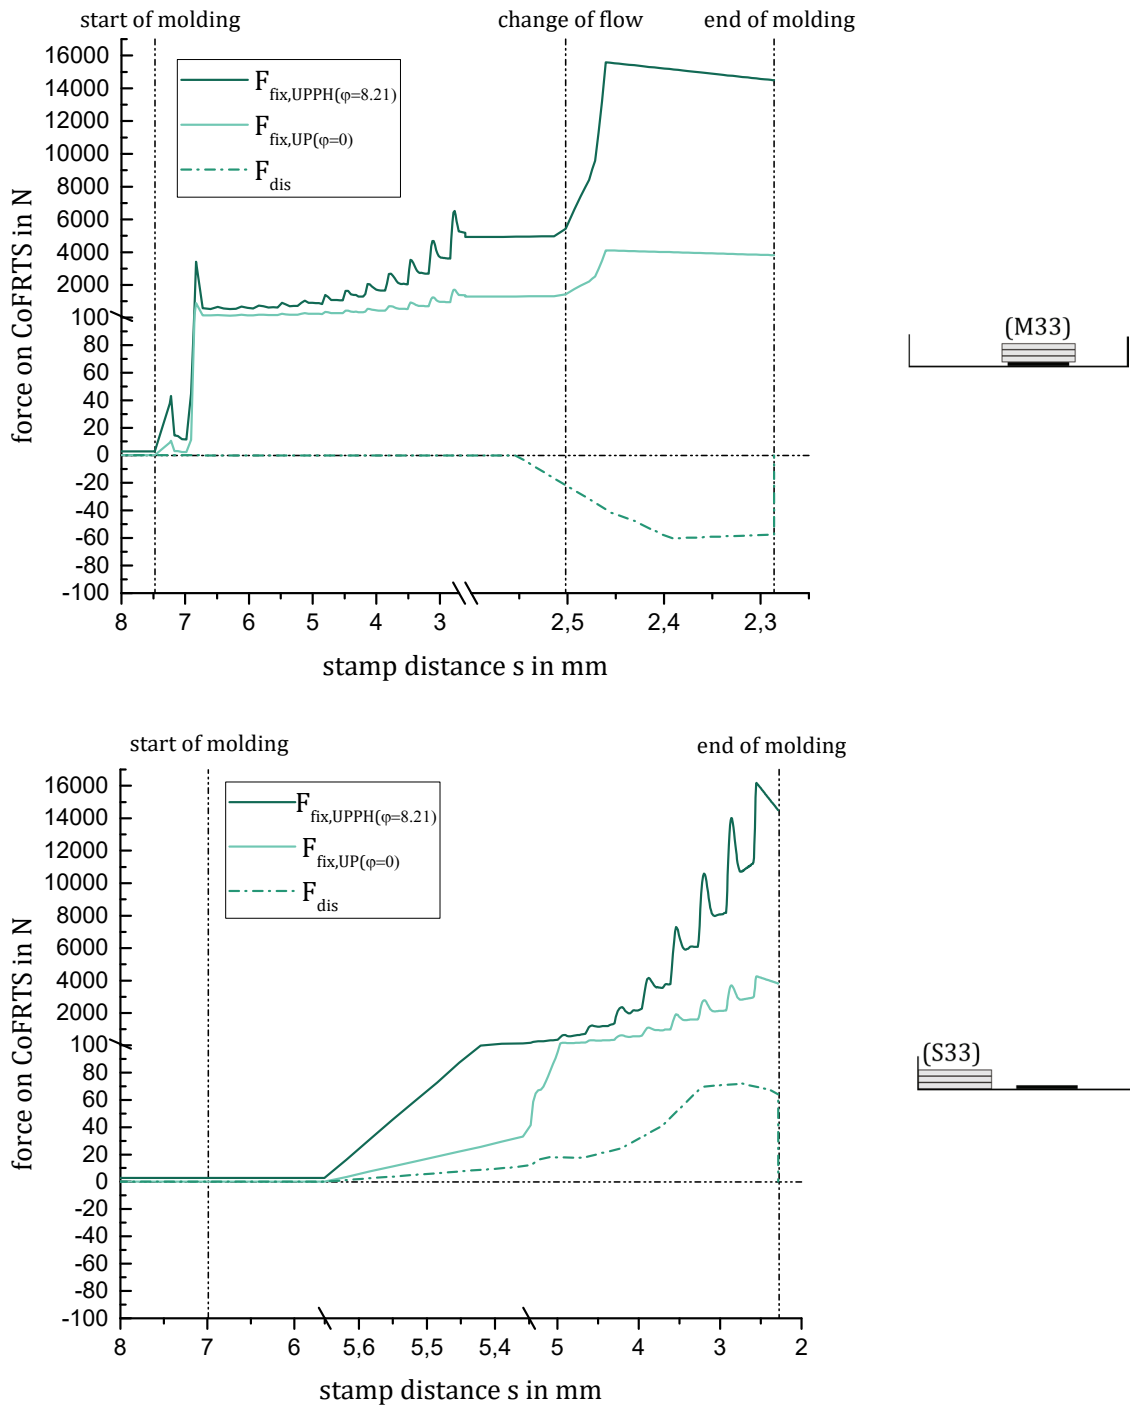 start of molding change of flow end of molding
16000
14000
12000
10000
8000
6000
4000
2000
100
80
60
40
20
0
-20
-40
-60
-80
-100
force on CoFRTS in N
F fix,UPPH(φ=8.21)
F fix,UP(φ=0)
F dis
8 7 6 5 4 3 2,5 2,4 2,3
stamp distance s in mm
(M33)
start of molding end of molding
16000
14000
12000
10000
8000
6000
4000
2000
100
80
60
40
20
0
-20
-40
-60
-80
-100
force on CoFRTS in N
F fix,UPPH(φ=8.21)
F fix,UP(φ=0)
F dis
8 7 6 5,6 5,5 5,4 5 4 3 2
stamp distance s in mm
(S33)